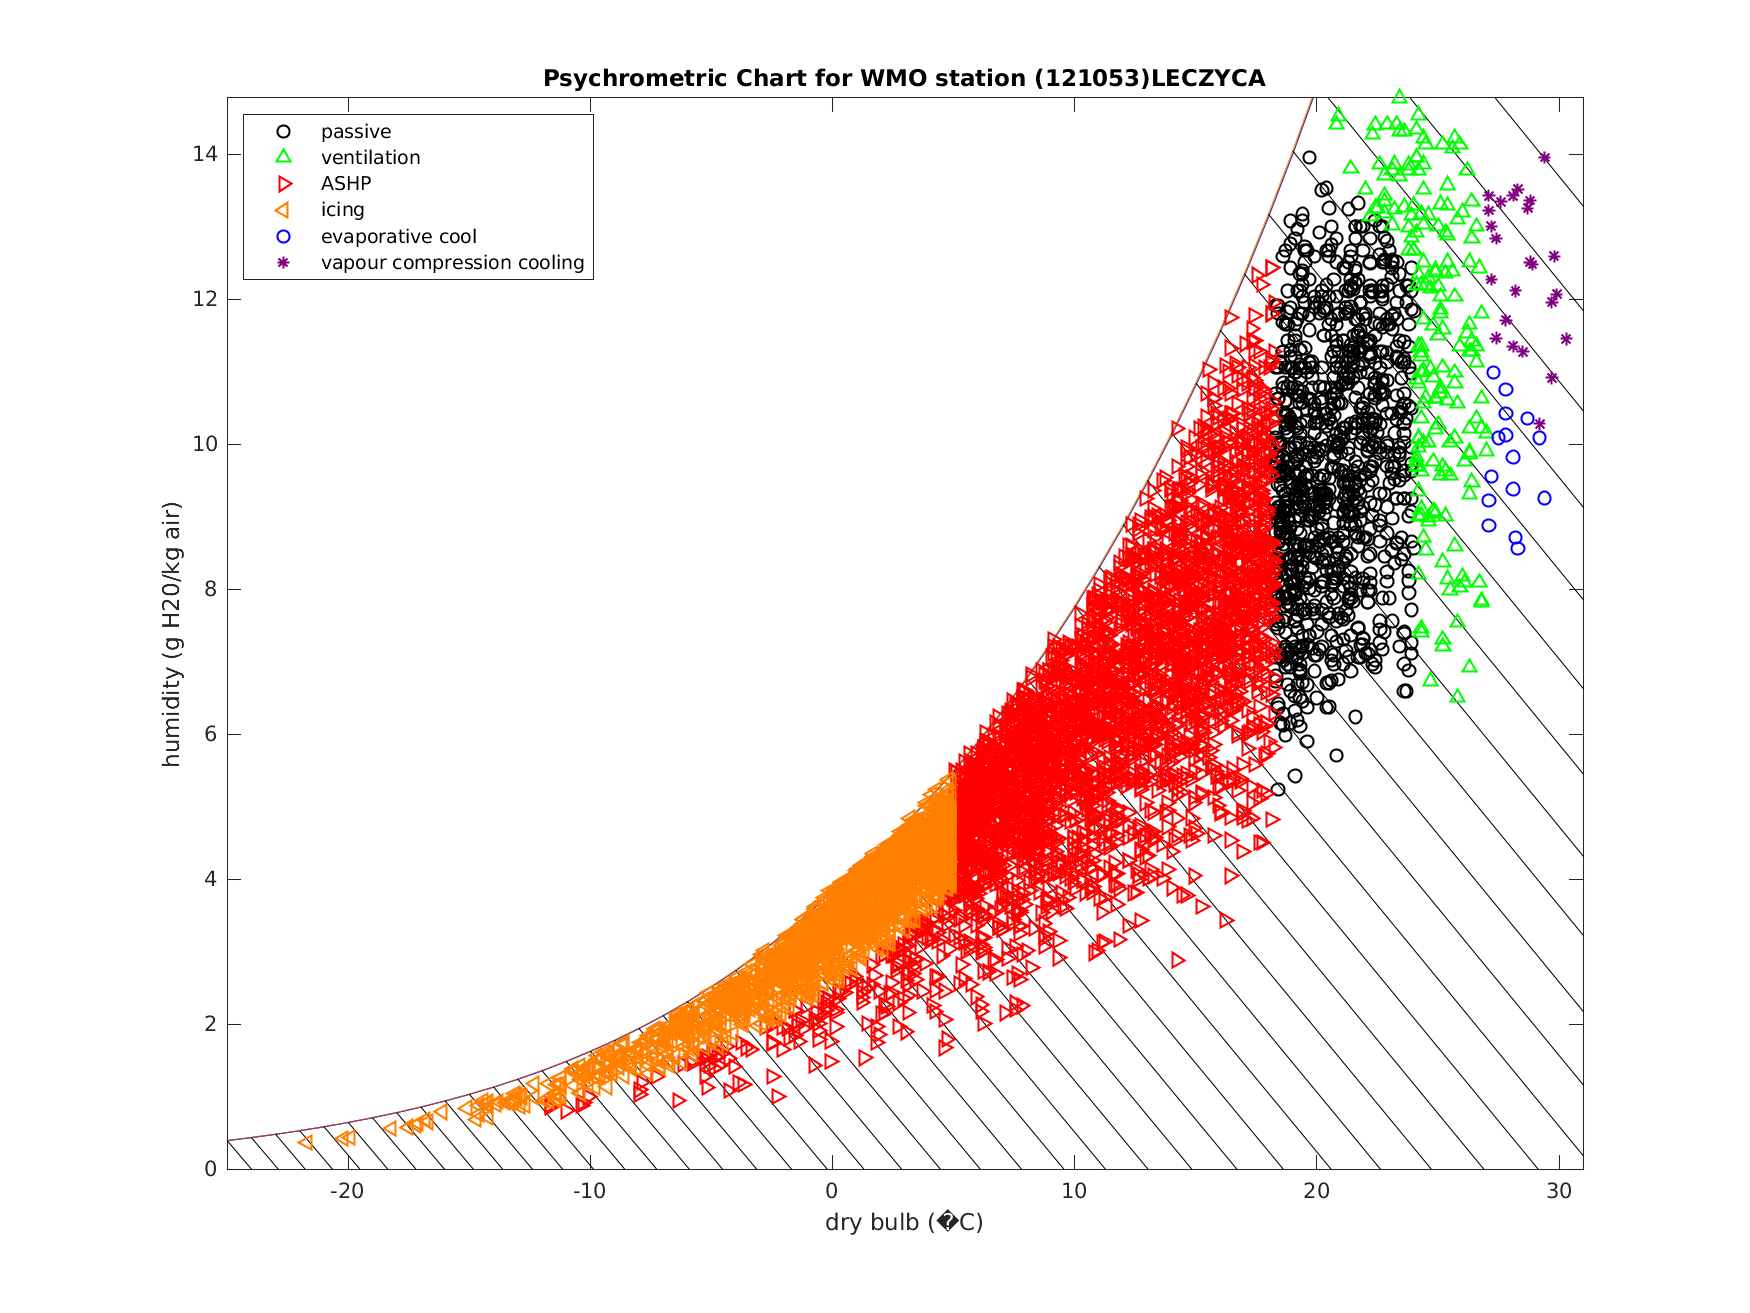 Psychrometric Chart for WMO station (121053)LECZYCA
passive
ventilation
ASHP
icing
evaporative cool
vapour compression cooling
14
12
10
8
6
4
2
0
humidity (g H20/kg air)
-20 -10 0 10 20 30
dry bulb (�C)